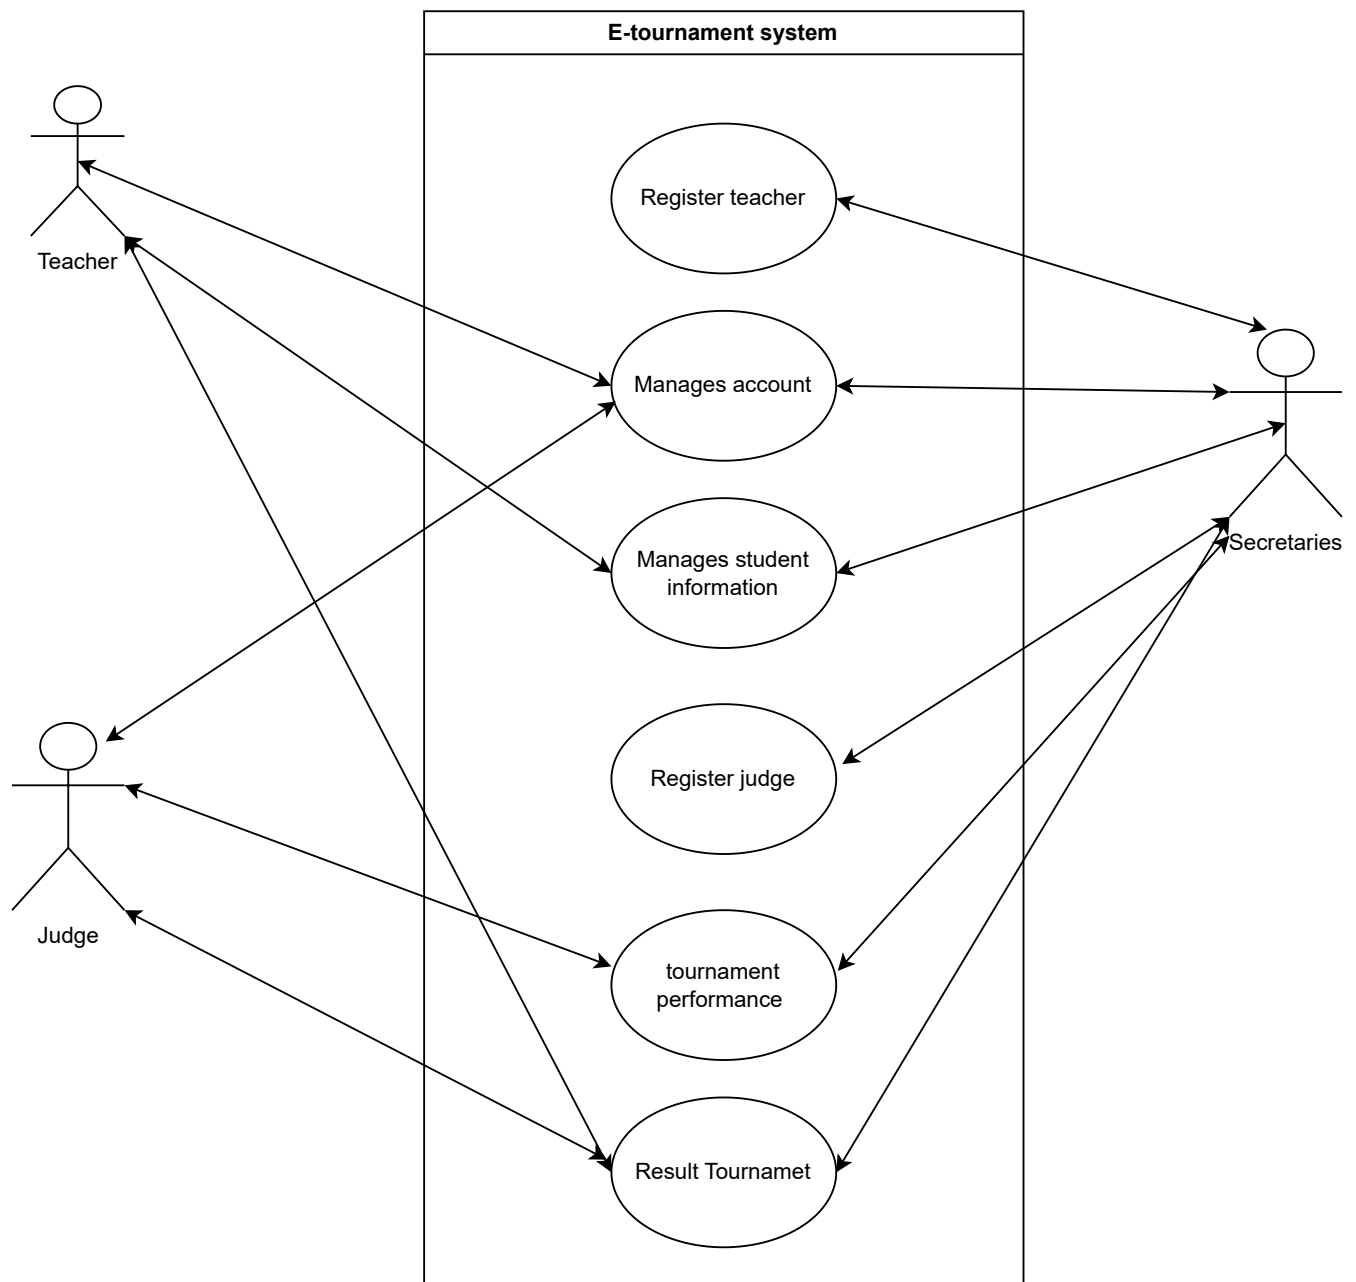 E-tournament system
Register teacher
Teacher
Manages account
Manages student
information
Secretaries
Register judge
Judge
tournament
performance
Result Tournamet